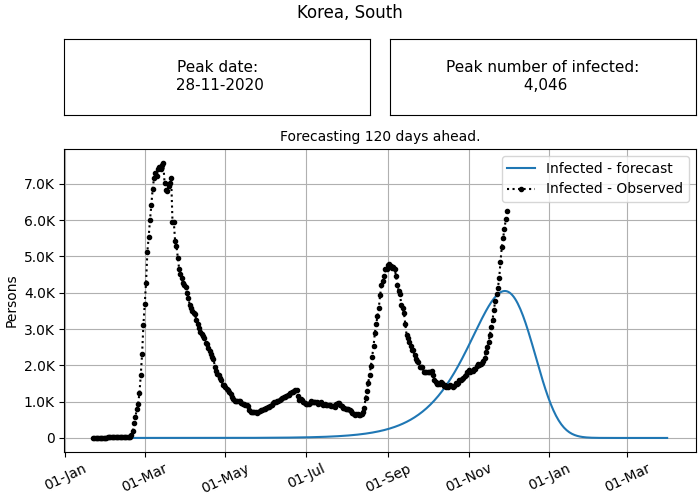 Korea, South
Peak date:
28-11-2020
Peak number of infected:
4,046
Forecasting 120 days ahead.
Infected - forecast
Infected - Observed
Persons
7.0K
6.0K
5.0K
4.0K
3.0K
2.0K
1.0K
0
01-Jan
01-Mar
01-May
01-Jul
01-Sep
01-Nov
01-Jan
01-Mar